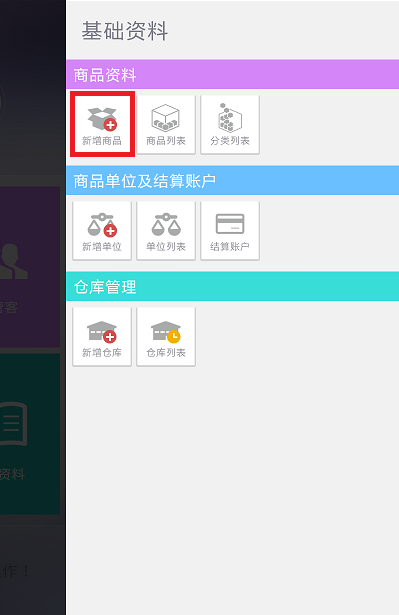 基础资料
商品资料
新增商品 商品列表 分类列表
商品单位及结算账户
新增单位 单位列表 结算账户
仓库管理
新增仓库 仓库列表
客
资料
作！